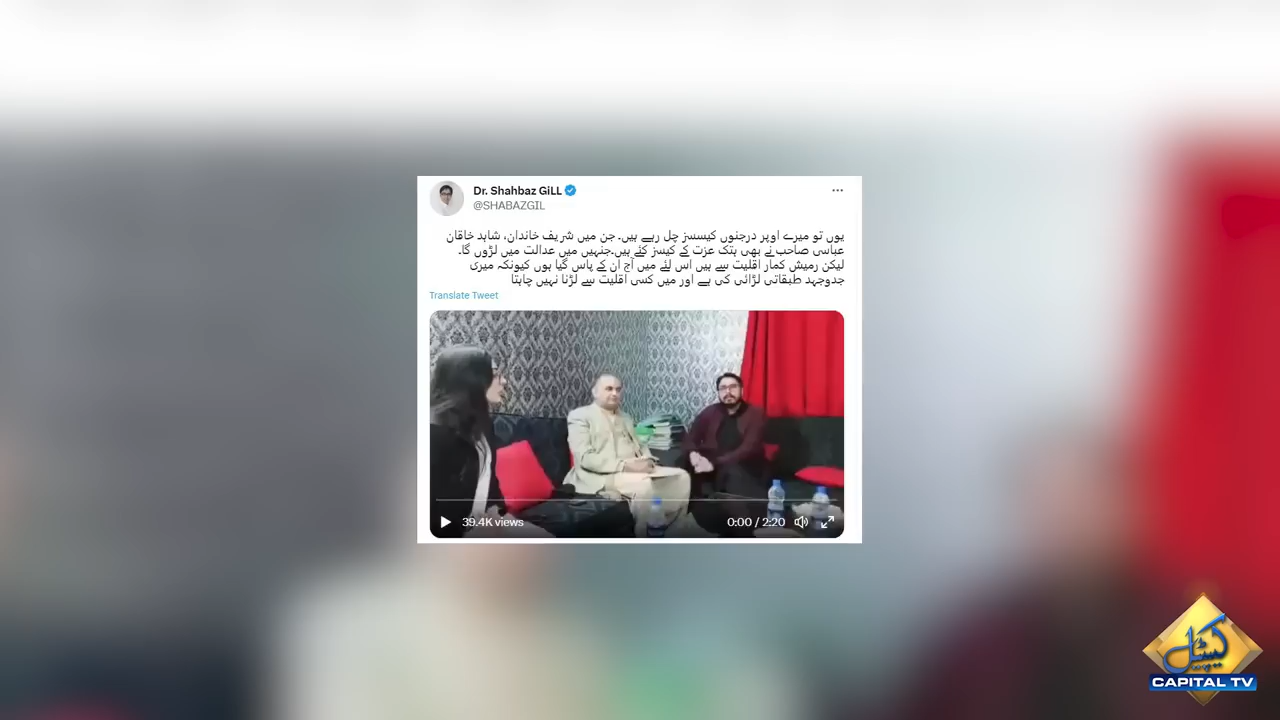 Dr. Shahbaz GiLL
@SHABAZGIL
یوں تو میرے اوپر درجنوں کیسسز چل رہے ہیں۔ جن میں شریف خاندان، شاہد خاقان
عباسی صاحب نے بھی ہتک عزت کے کیسز کئے ہیں۔جنہیں میں عدالت میں لڑوں گا۔
لیکن رمیش کمار اقلیت سے ہیں اس لئے میں آج ان کے پاس گیا ہوں کیونکہ میری
جدوجہد طبقاتی لڑائی کی ہے اور میں کسی اقلیت سے لڑنا نہیں چاہتا
Translate Tweet
39.4K views
0:00 / 2:20
کیپیٹل
CAPITAL TV